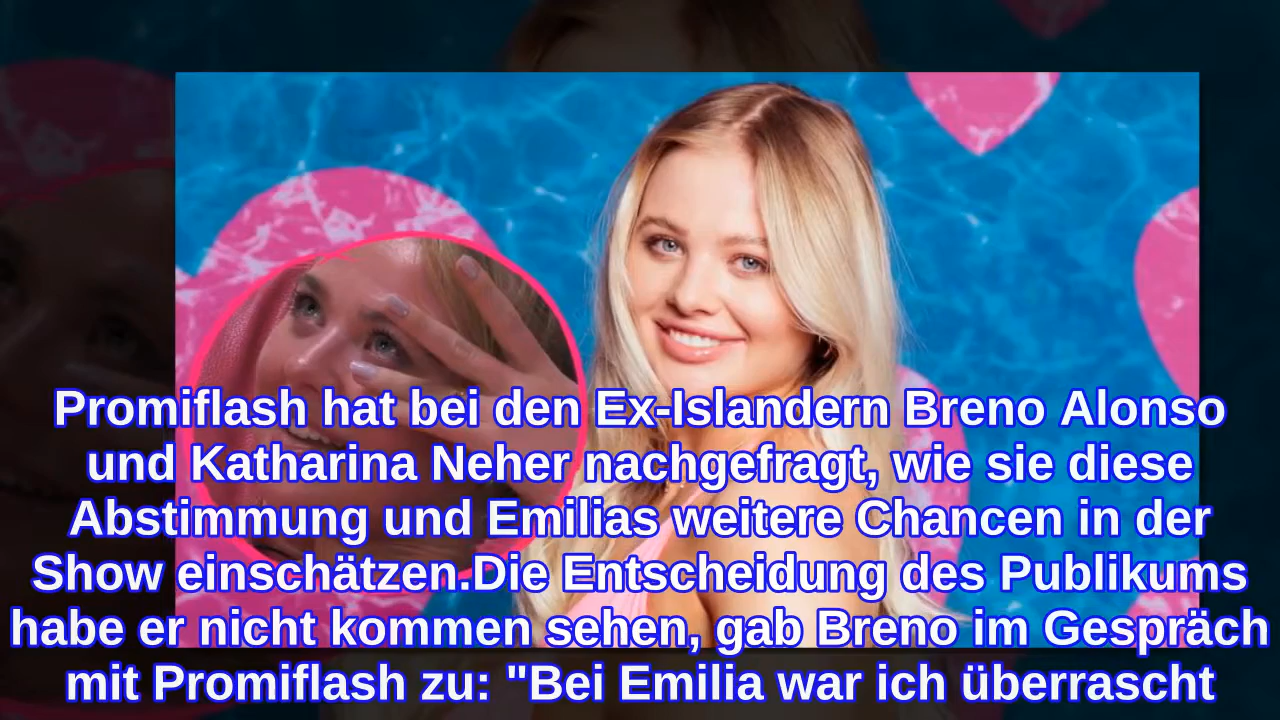 Promiflash hat bei den Ex-Islandern Breno Alonso
und Katharina Neher nachgefragt, wie sie diese
Abstimmung und Emilias weitere Chancen in der
Show einschätzen.Die Entscheidung des Publikums
habe er nicht kommen sehen, gab Breno im Gespräch
mit Promiflash zu: "Bei Emilia war ich überrascht